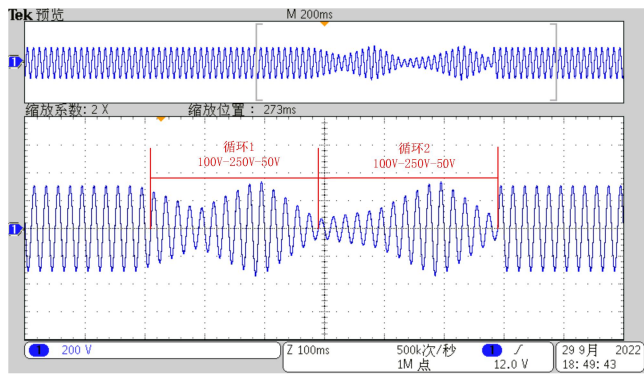 Tek 预览
M 200ms
1
缩放系数: 2 X
缩放位置: 273ms
循环1
100V-250V-50V
循环2
100V-250V-50V
1
1 200 V
Z 100ms
500k次/秒
1M 点
1
12.0 V
29 9月 2022
18:49:43